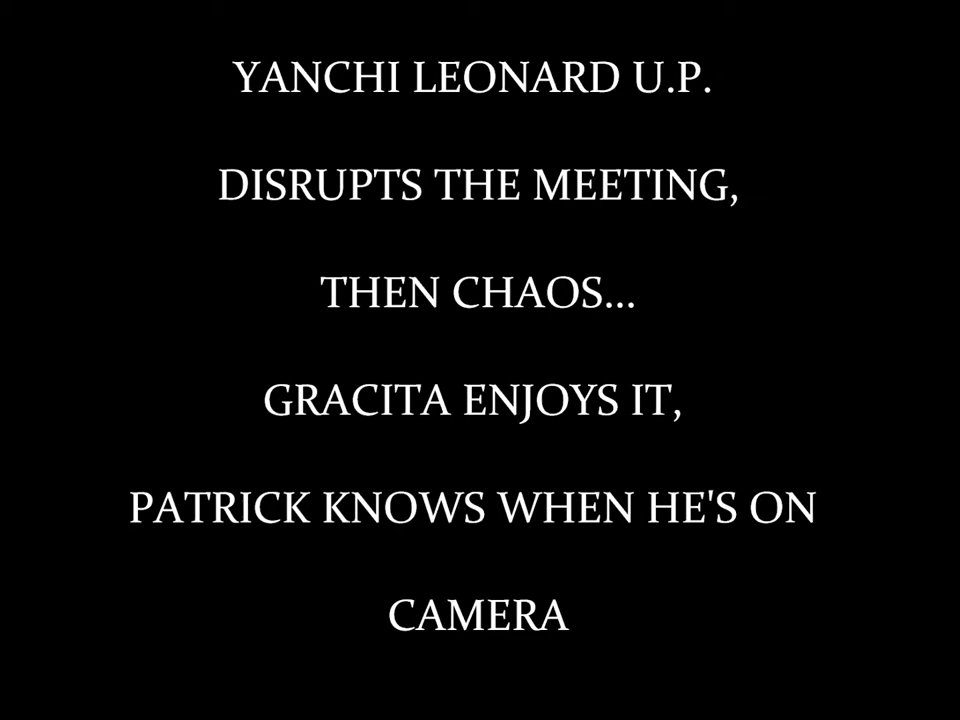 YANCHI LEONARD U.P.
DISRUPTS THE MEETING,
THEN CHAOS...
GRACITA ENJOYS IT,
PATRICK KNOWS WHEN HE'S ON
CAMERA